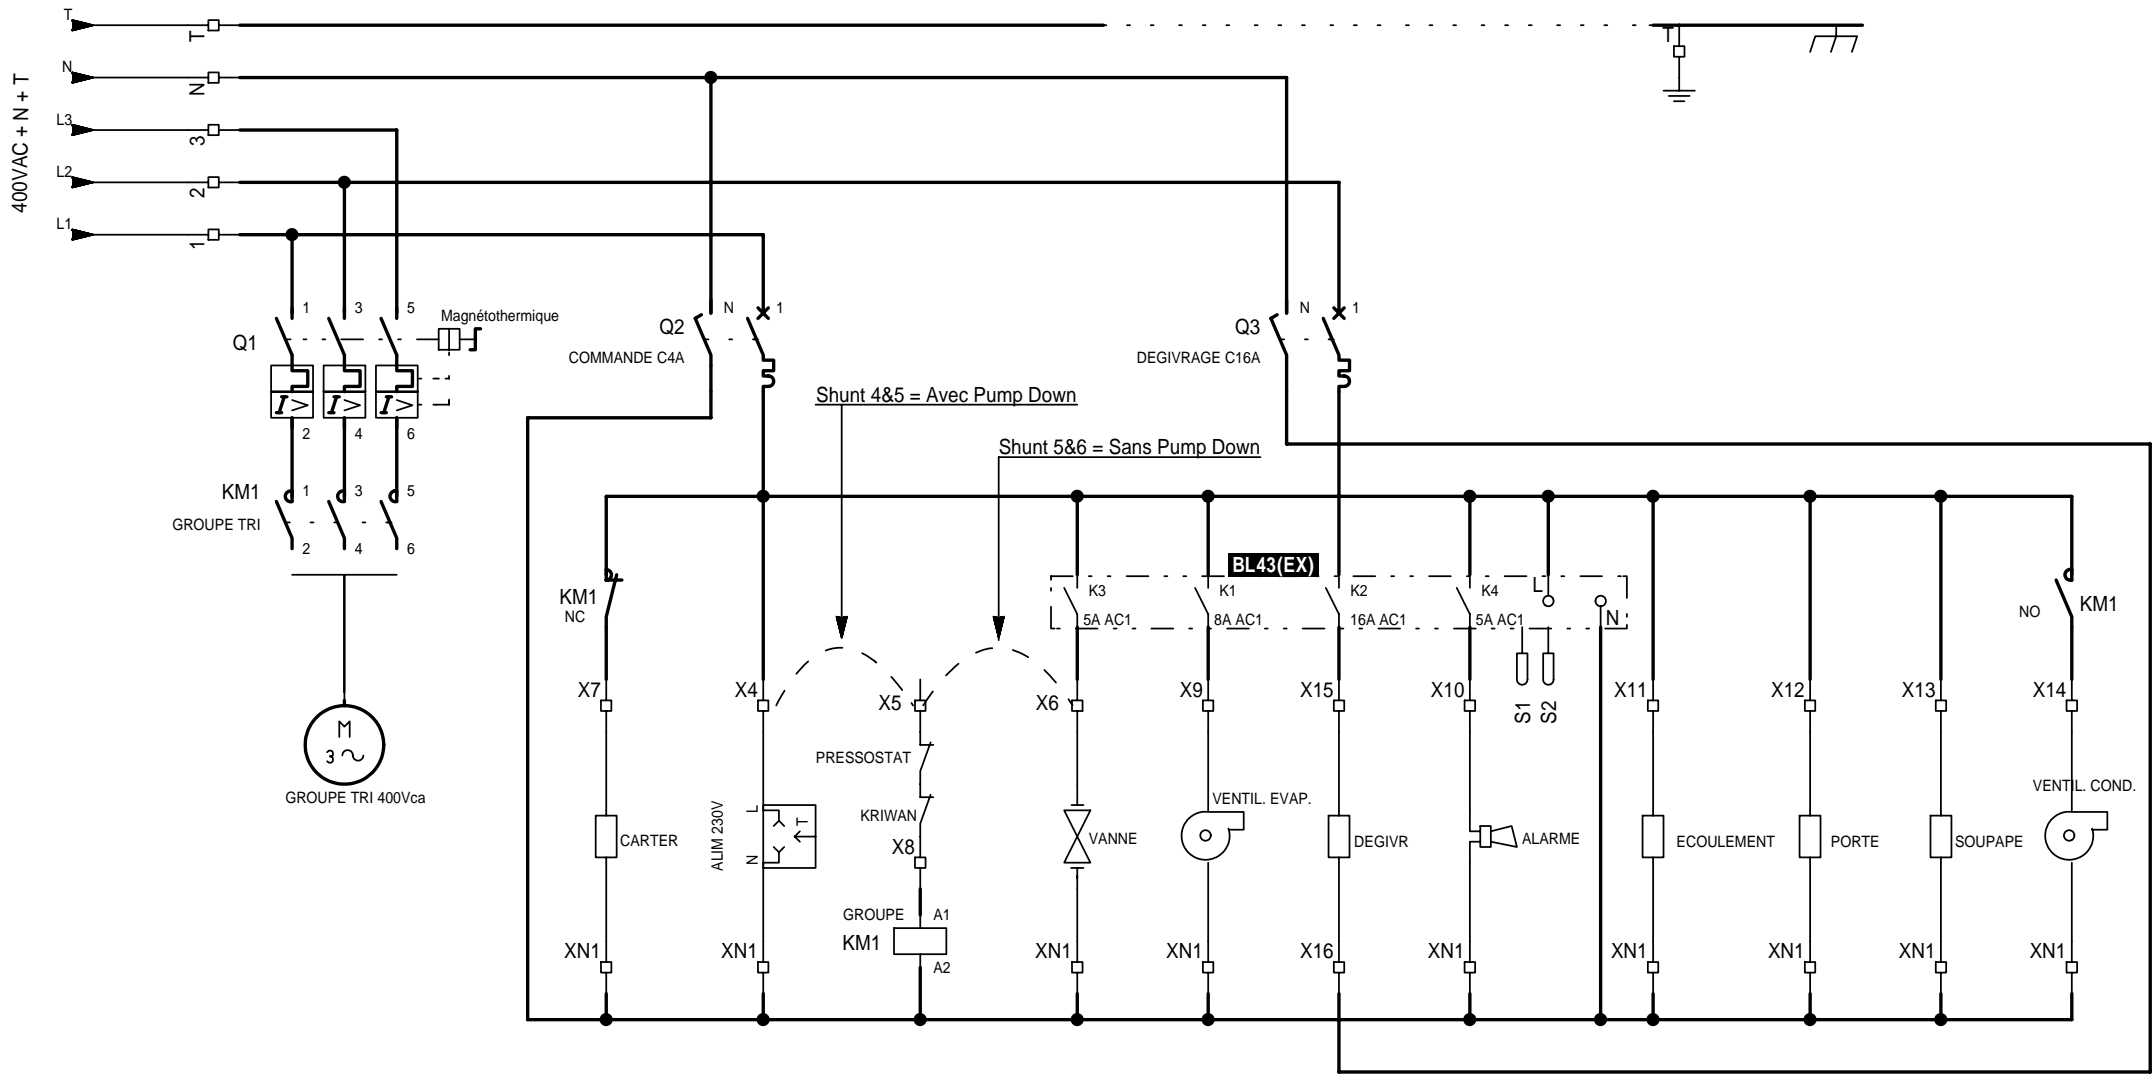 400VAC + N + T
T
T
T
N
N
L3
3
L2
2
L1
1
1 3 5
Magnétothermique
Q1
2 4 6
KM1
1 3 5
GROUPE TRI
2 4 6
M
3
GROUPE TRI 400Vca
Q2
N 1
COMMANDE C4A
Q3
N 1
DEGIVRAGE C16A
Shunt 4&5 = Avec Pump Down
Shunt 5&6 = Sans Pump Down
BL43(EX)
KM1
NC
K3
5A AC1
K1
8A AC1
K2
16A AC1
K4
5A AC1
L
N
NO
KM1
X7
X4
X5
X6
X9
X15
X10
S1
S2
X11
X12
X13
X14
PRESSOSTAT
KRIWAN
X8
CARTER
ALIM 230V
L
T
N
VANNE
VENTIL. EVAP.
DEGIVR
ALARME
ECOULEMENT
PORTE
SOUPAPE
VENTIL. COND.
GROUPE A1
KM1
A2
XN1
XN1
XN1
XN1
X16
XN1
XN1
XN1
XN1
XN1